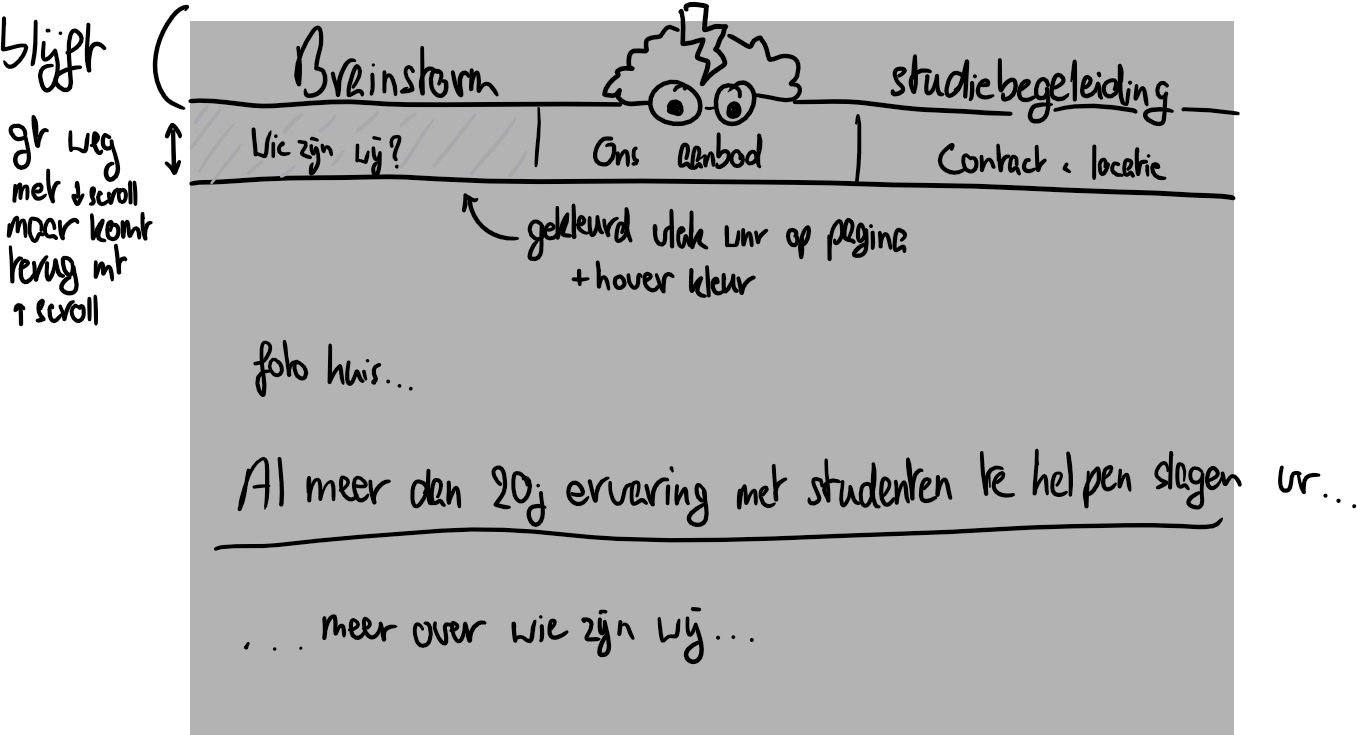 blijft
Brainstorm
studiebegeleiding
gt weg
met ↓ scroll
maar komt
terug mt
↑ scroll
Wie zijn wij?
Ons aanbod
Contact & locatie
gekleurd vlak wnr op pagina
+ hover kleur
foto huis...
Al meer dan 20j ervaring met studenten te helpen slagen vr...
.... meer over wie zijn wij...